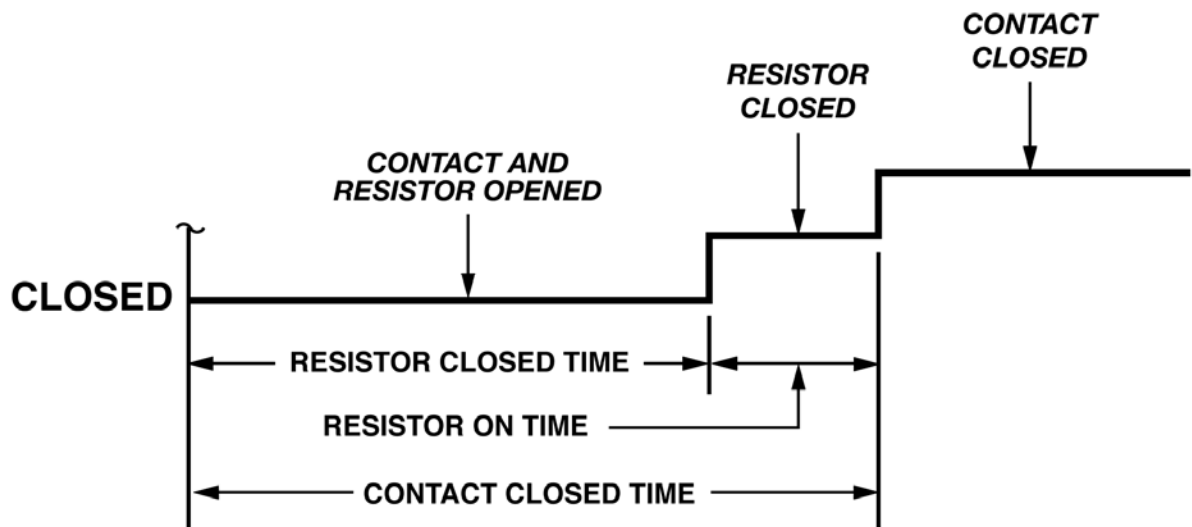 CONTACT
CLOSED
RESISTOR
CLOSED
CONTACT AND
RESISTOR OPENED
CLOSED
RESISTOR CLOSED TIME
RESISTOR ON TIME
CONTACT CLOSED TIME